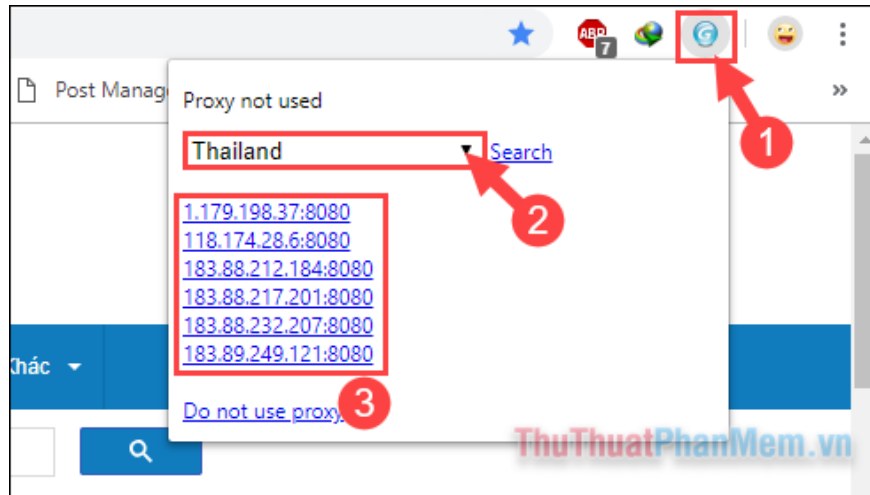 ABP
7
1
Post Manag
»
Proxy not used
Thailand
Search
2
1.179.198.37:8080
118.174.28.6:8080
183.88.212.184:8080
183.88.217.201:8080
183.88.232.207:8080
183.89.249.121:8080
Khác
Do not use proxy
3
ThuThuatPhanMem.vn